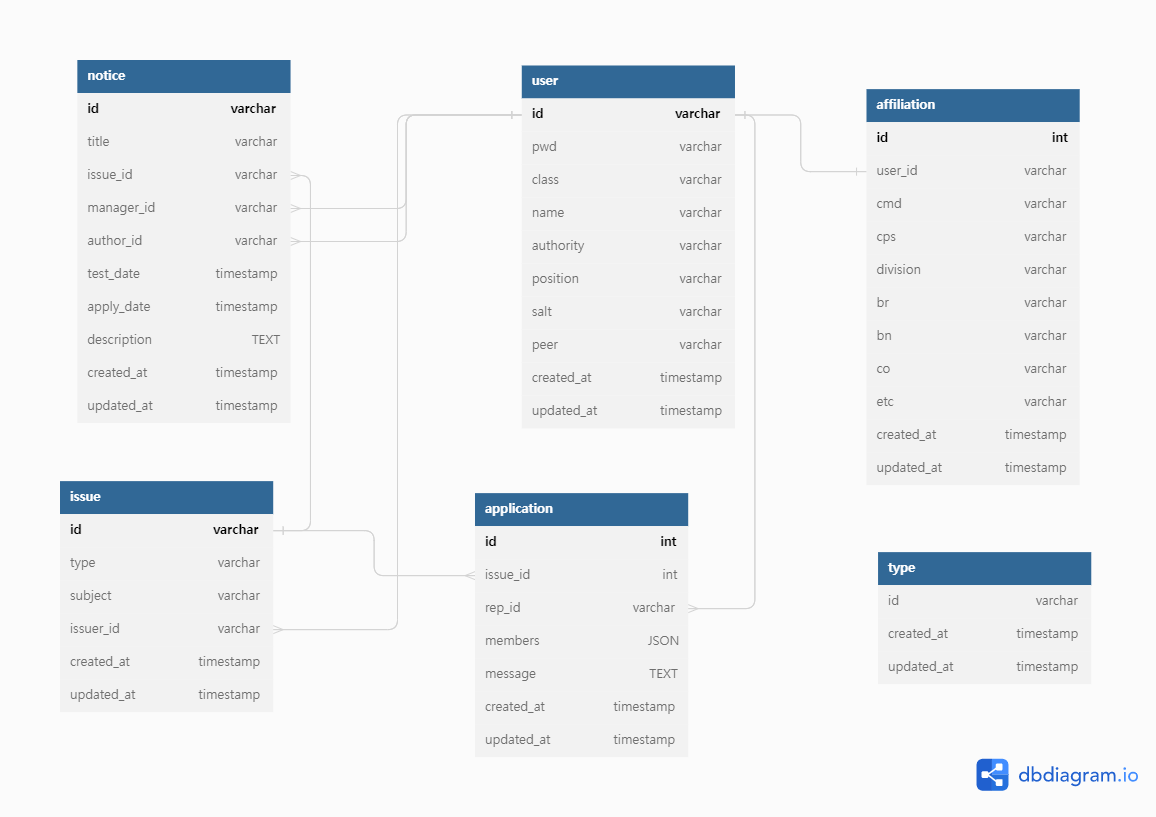 notice
id varchar
title varchar
issue_id varchar
manager_id varchar
author_id varchar
test_date timestamp
apply_date timestamp
description TEXT
created_at timestamp
updated_at timestamp
user
id varchar
pwd varchar
class varchar
name varchar
authority varchar
position varchar
salt varchar
peer varchar
created_at timestamp
updated_at timestamp
affiliation
id int
user_id varchar
cmd varchar
cps varchar
division varchar
br varchar
bn varchar
co varchar
etc varchar
created_at timestamp
updated_at timestamp
issue
id varchar
type varchar
subject varchar
issuer_id varchar
created_at timestamp
updated_at timestamp
application
id int
issue_id int
rep_id varchar
members JSON
message TEXT
created_at timestamp
updated_at timestamp
type
id varchar
created_at timestamp
updated_at timestamp
dbdiagram.io